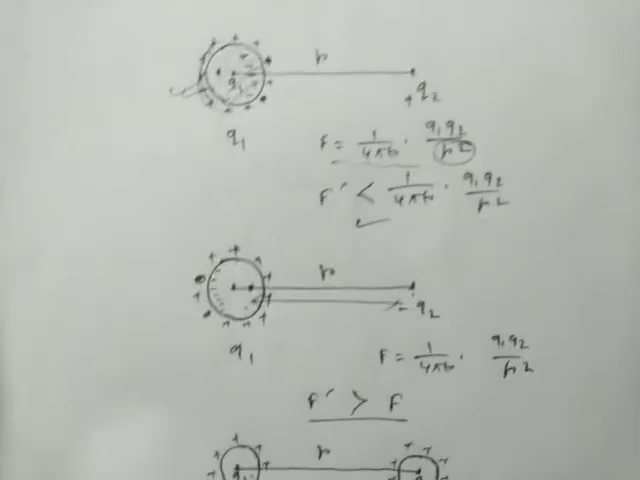 r
q₁ + q₂
F = 1/4πε₀ · q₁q₂/r²
F′ < 1/4πε₀ · q₁q₂/r²
r
q₁ - q₂
F = 1/4πε₀ · q₁q₂/r²
F′ > F
r